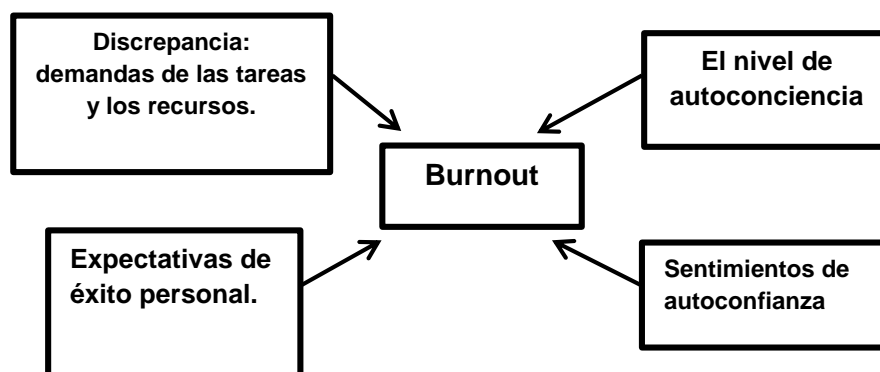 Discrepancia:
demandas de las tareas
y los recursos.
El nivel de
autoconciencia
Burnout
Expectativas de
éxito personal.
Sentimientos de
autoconfianza